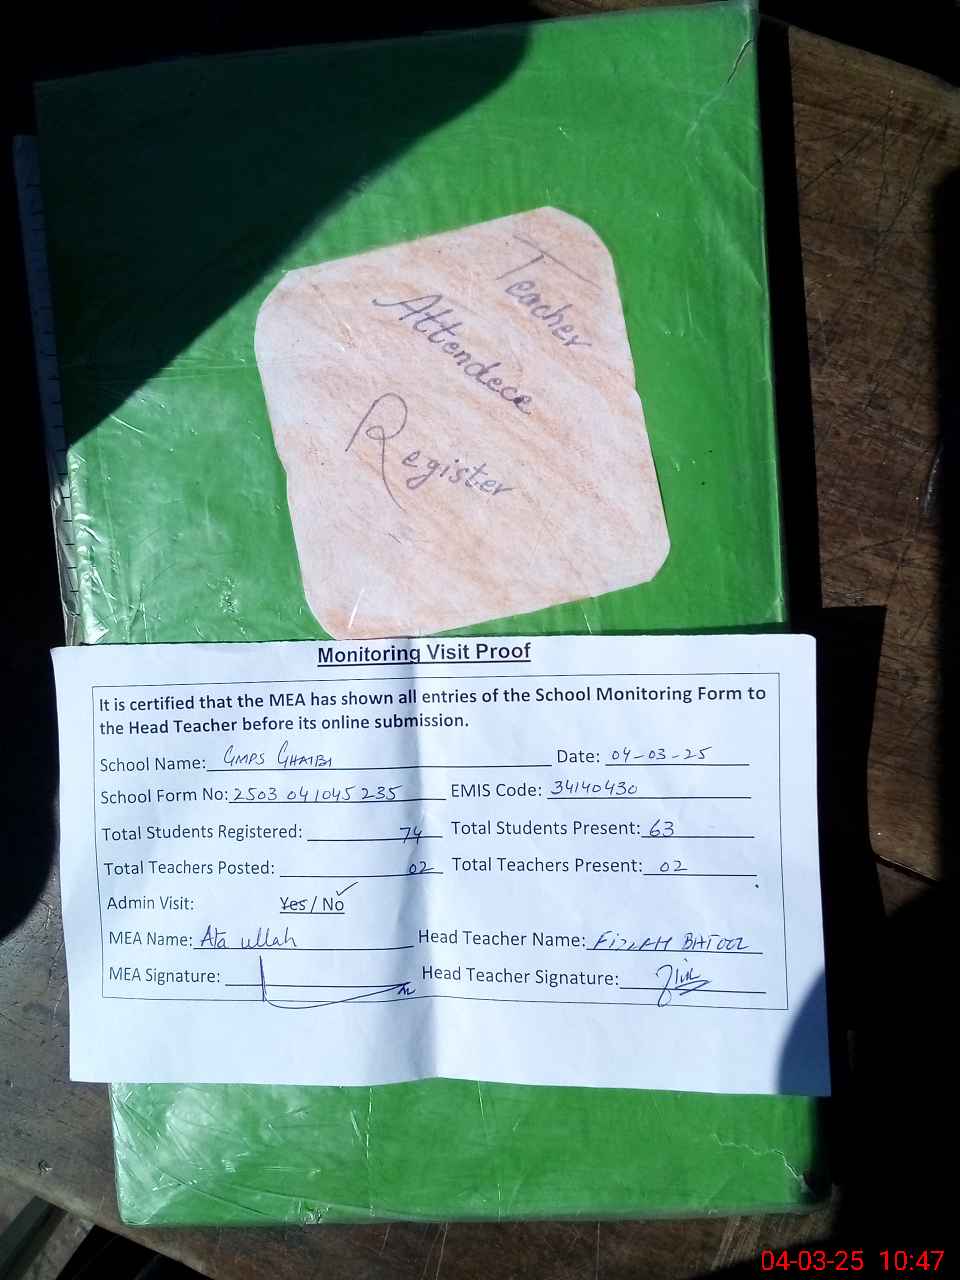 Teacher
Attendece
Register
Monitoring Visit Proof
It is certified that the MEA has shown all entries of the School Monitoring Form to
the Head Teacher before its online submission.
School Name: GMPS GHAIBI Date: 04-03-25
School Form No: 2503 041045 235 EMIS Code: 34140430
Total Students Registered: 74 Total Students Present: 63
Total Teachers Posted: 02 Total Teachers Present: 02
Admin Visit: Yes / No ✓
MEA Name: Ata ullah Head Teacher Name: FIZZAH BATOOL
MEA Signature: Head Teacher Signature:
04-03-25 10:47